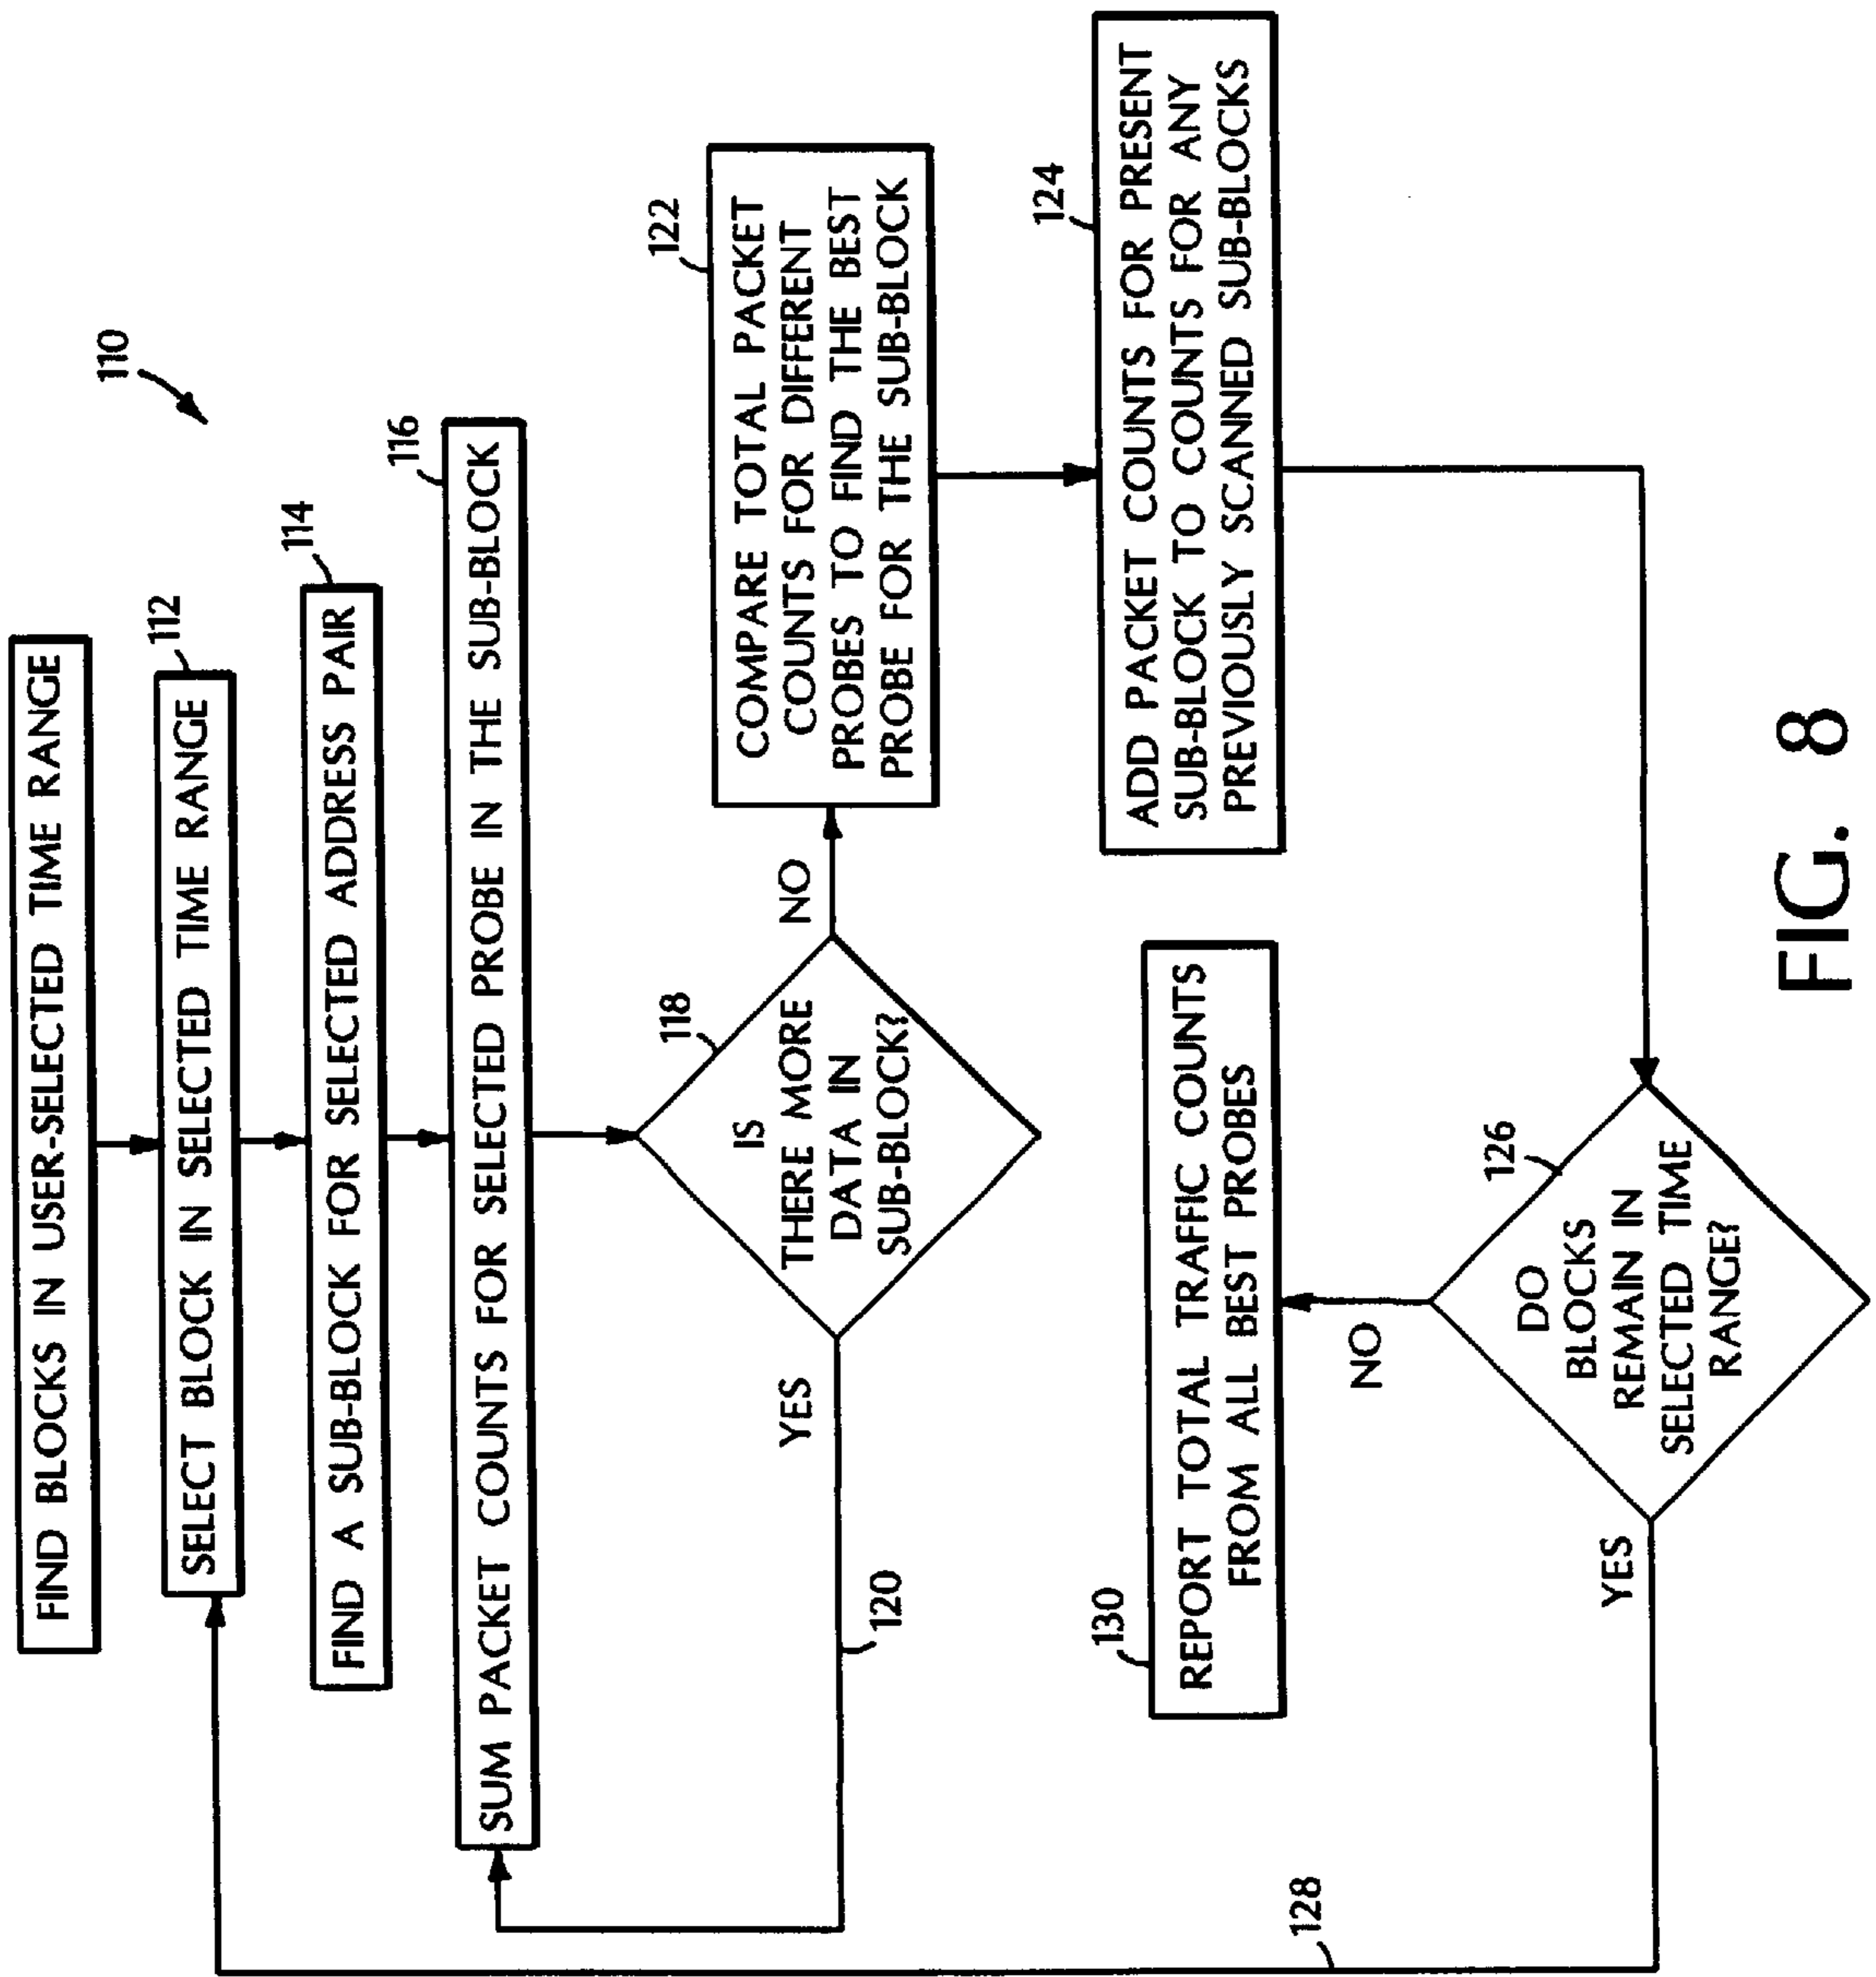 110
FIND BLOCKS IN USER-SELECTED TIME RANGE
112
SELECT BLOCK IN SELECTED TIME RANGE
114
FIND A SUB-BLOCK FOR SELECTED ADDRESS PAIR
116
SUM PACKET COUNTS FOR SELECTED PROBE IN THE SUB-BLOCK
118
IS
THERE MORE
DATA IN
SUB-BLOCK?
YES
120
NO
122
COMPARE TOTAL PACKET
COUNTS FOR DIFFERENT
PROBES TO FIND THE BEST
PROBE FOR THE SUB-BLOCK
124
ADD PACKET COUNTS FOR PRESENT
SUB-BLOCK TO COUNTS FOR ANY
PREVIOUSLY SCANNED SUB-BLOCKS
126
DO
BLOCKS
REMAIN IN
SELECTED TIME
RANGE?
YES
128
NO
130
REPORT TOTAL TRAFFIC COUNTS
FROM ALL BEST PROBES
FIG. 8